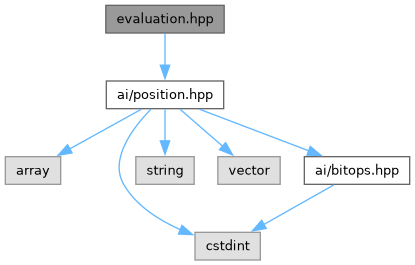 evaluation.hpp
ai/position.hpp
array
string
vector
ai/bitops.hpp
cstdint